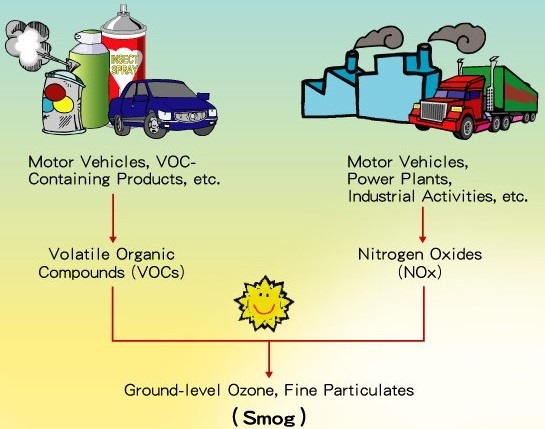 INSECT
SPRAY
Motor Vehicles, VOC-
Containing Products, etc.
Motor Vehicles,
Power Plants,
Industrial Activities, etc.
Volatile Organic
Compounds (VOCs)
Nitrogen Oxides
(NOx)
Ground-level Ozone, Fine Particulates
(Smog)